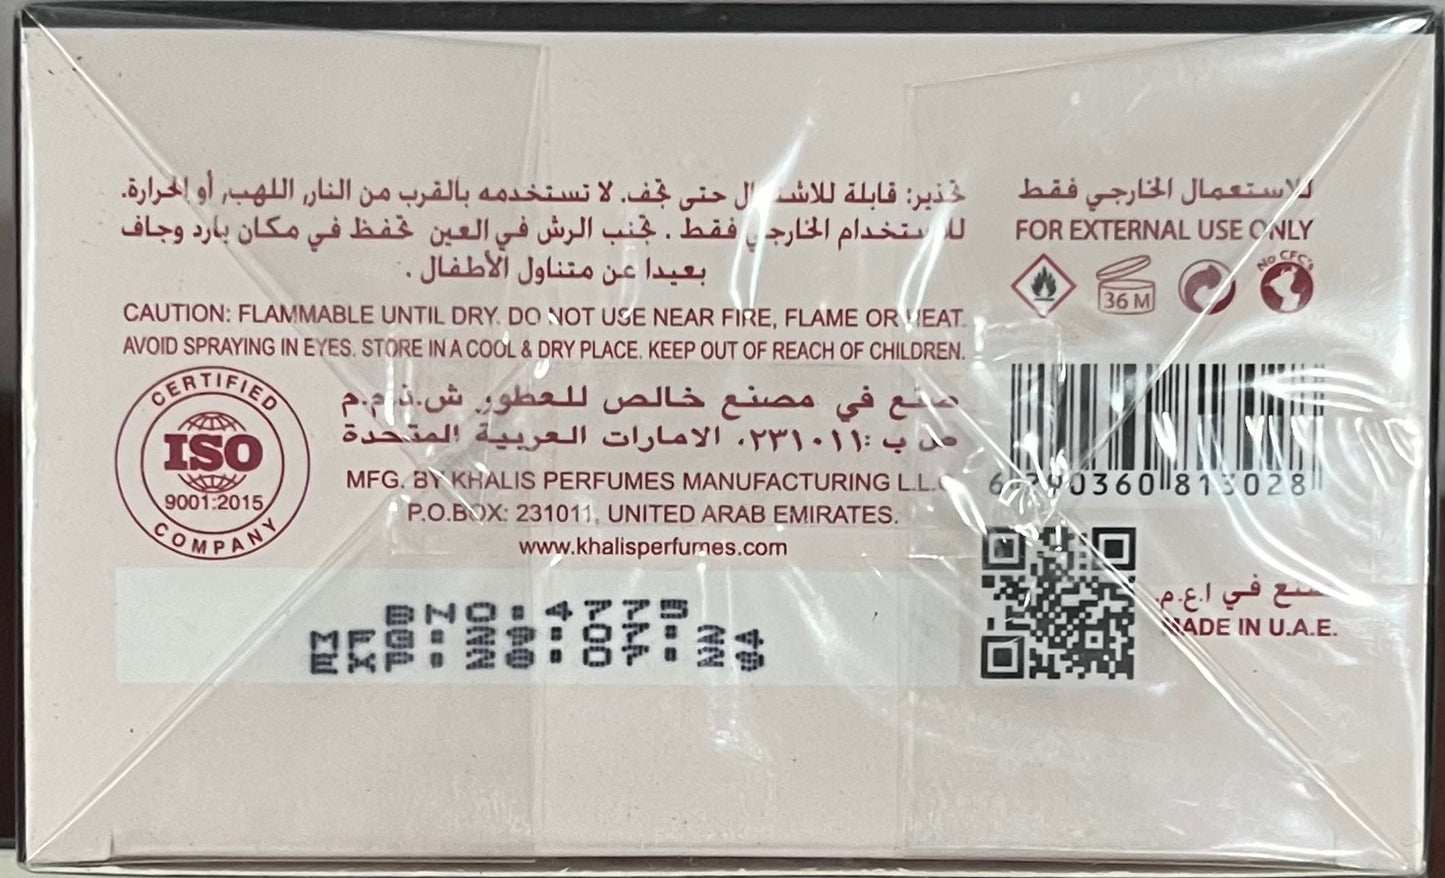 تحذير: قابلة للاشتعال حتى تجف. لا تستخدمه بالقرب من النار, اللهب, أو الحرارة.
للاستخدام الخارجي فقط . تجنب الرش في العين تحفظ في مكان بارد وجاف
بعيدا عن متناول الأطفال .
CAUTION: FLAMMABLE UNTIL DRY. DO NOT USE NEAR FIRE, FLAME OR HEAT.
AVOID SPRAYING IN EYES. STORE IN A COOL & DRY PLACE. KEEP OUT OF REACH OF CHILDREN.
للاستعمال الخارجي فقط
FOR EXTERNAL USE ONLY
36 M
No CFC's
CERTIFIED
ISO
9001:2015
COMPANY
صنع في مصنع خالص للعطور ش.ذ.م.م
ص ب :٢٣١٠١١، الامارات العربية المتحدة
MFG. BY KHALIS PERFUMES MANUFACTURING L.L.C
P.O.BOX: 231011, UNITED ARAB EMIRATES.
www.khalisperfumes.com
6 290360 813028
صنع في ا.ع.م.
MADE IN U.A.E.
BNO:4775
MFG:29:07:24
EXP:28:07: